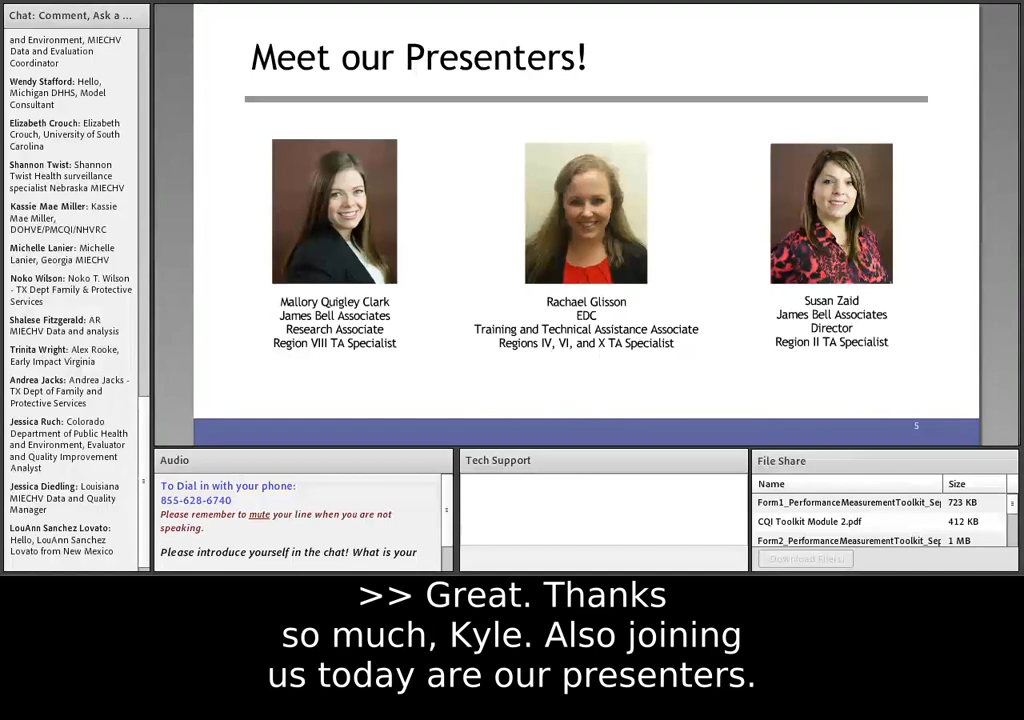 Chat: Comment, Ask a ...
and Environment, MIECHV
Data and Evaluation
Coordinator
Wendy Stafford: Hello,
Michigan DHHS, Model
Consultant
Elizabeth Crouch: Elizabeth
Crouch, University of South
Carolina
Shannon Twist: Shannon
Twist Health surveillance
specialist Nebraska MIECHV
Kassie Mae Miller: Kassie
Mae Miller,
DOHVE/PMCQI/NHVRC
Michelle Lanier: Michelle
Lanier, Georgia MIECHV
Noko Wilson: Noko T. Wilson
- TX Dept Family & Protective
Services
Shalese Fitzgerald: AR
MIECHV Data and analysis
Trinita Wright: Alex Rooke,
Early Impact Virginia
Andrea Jacks: Andrea Jacks -
TX Dept of Family and
Protective Services
Jessica Ruch: Colorado
Department of Public Health
and Environment, Evaluator
and Quality Improvement
Analyst
Jessica Diedling: Louisiana
MIECHV Data and Quality
Manager
LouAnn Sanchez Lovato:
Hello, LouAnn Sanchez
Lovato from New Mexico
Meet our Presenters!
Mallory Quigley Clark
James Bell Associates
Research Associate
Region VIII TA Specialist
Rachael Glisson
EDC
Training and Technical Assistance Associate
Regions IV, VI, and X TA Specialist
Susan Zaid
James Bell Associates
Director
Region II TA Specialist
5
Audio
To Dial in with your phone:
855-628-6740
Please remember to mute your line when you are not
speaking.
Please introduce yourself in the chat! What is your
Tech Support
File Share
Name Size
Form1_PerformanceMeasurementToolkit_Sep 723 KB
CQI Toolkit Module 2.pdf 412 KB
Form2_PerformanceMeasurementToolkit_Sep 1 MB
Download File(s)
>> Great. Thanks
so much, Kyle. Also joining
us today are our presenters.